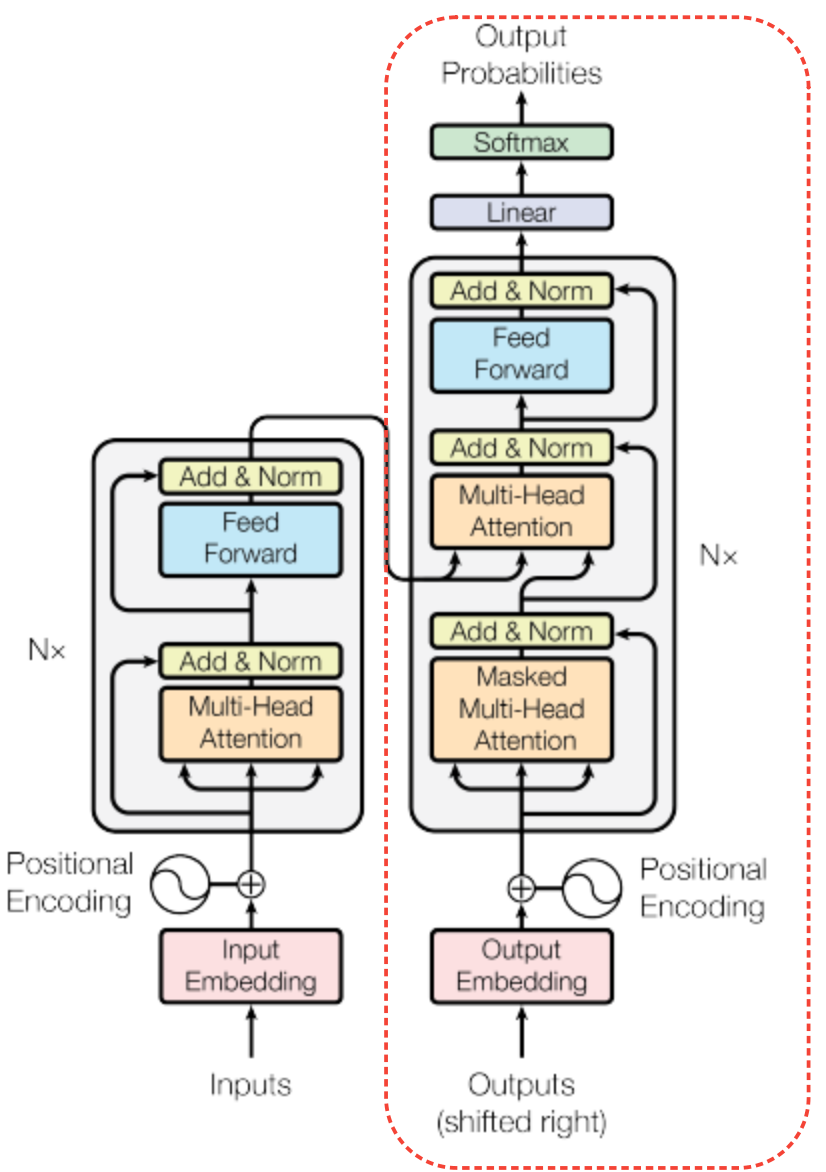 Output
Probabilities
Softmax
Linear
Add & Norm
Feed
Forward
Add & Norm
Multi-Head
Attention
Add & Norm
Masked
Multi-Head
Attention
N×
Positional
Encoding
Output
Embedding
Outputs
(shifted right)
Add & Norm
Feed
Forward
Add & Norm
Multi-Head
Attention
N×
Positional
Encoding
Input
Embedding
Inputs